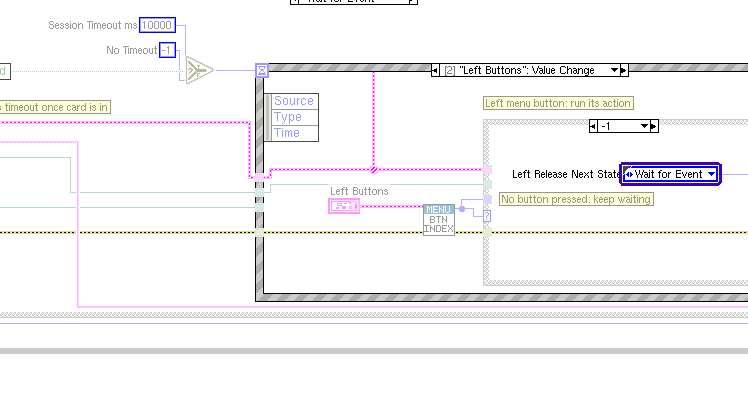 Wait for Event
Session Timeout ms 10000
No Timeout -1
[2] "Left Buttons": Value Change
Source
Type
Time
s timeout once card is in
Left menu button: run its action
-1
Left Release Next State Wait for Event
Left Buttons
No button pressed: keep waiting
MENU
BTN
INDEX
?